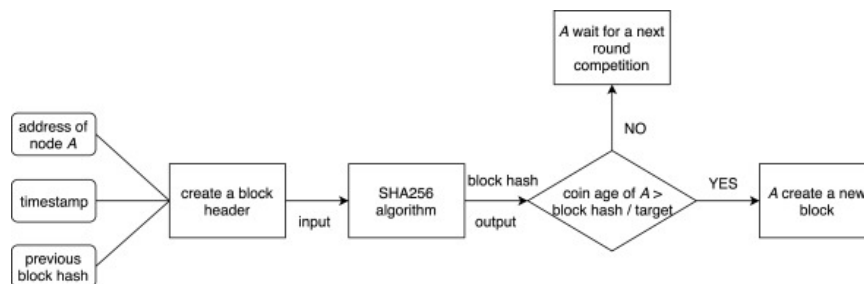 A wait for a next
round
competition
address of
node A
NO
timestamp
create a block
header
input
SHA256
algorithm
block hash
output
coin age of A >
block hash / target
YES
A create a new
block
previous
block hash